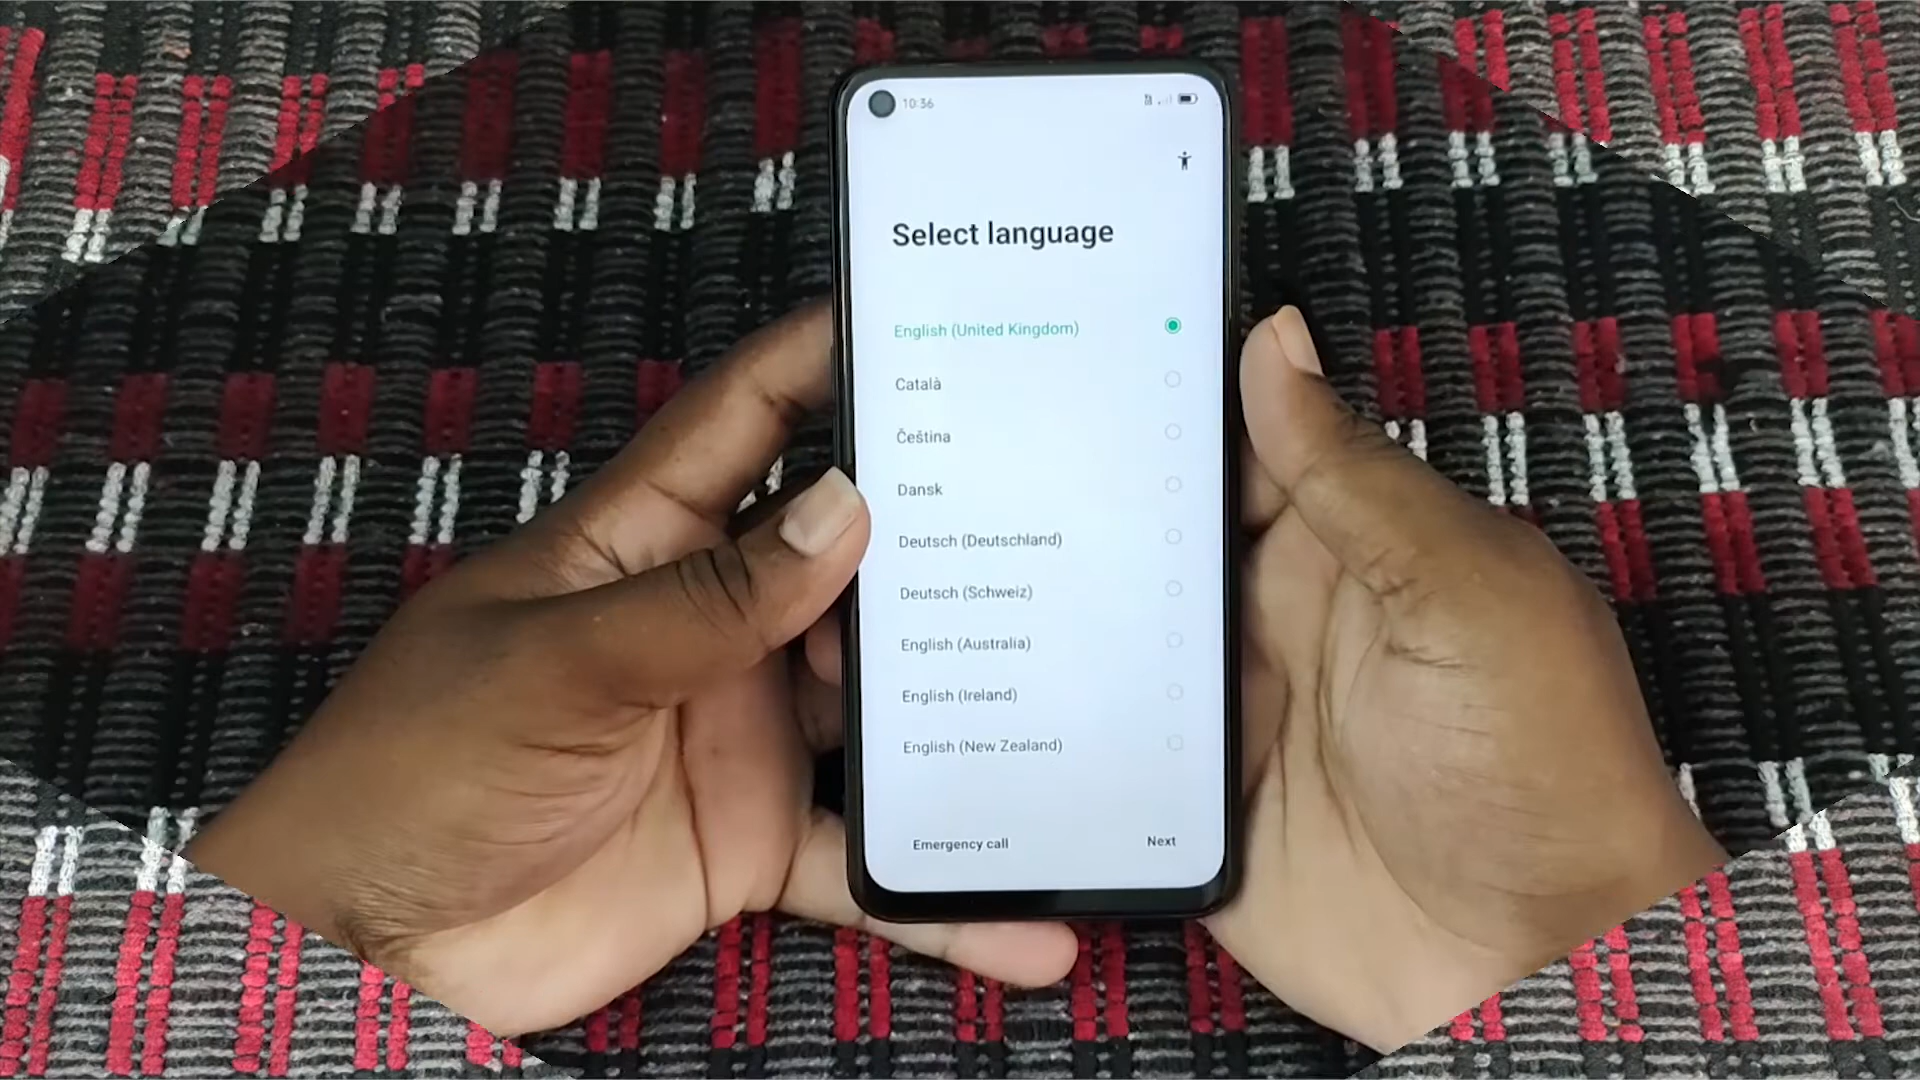 10:36
Select language
English (United Kingdom)
Català
Čeština
Dansk
Deutsch (Deutschland)
Deutsch (Schweiz)
English (Australia)
English (Ireland)
English (New Zealand)
Emergency call
Next